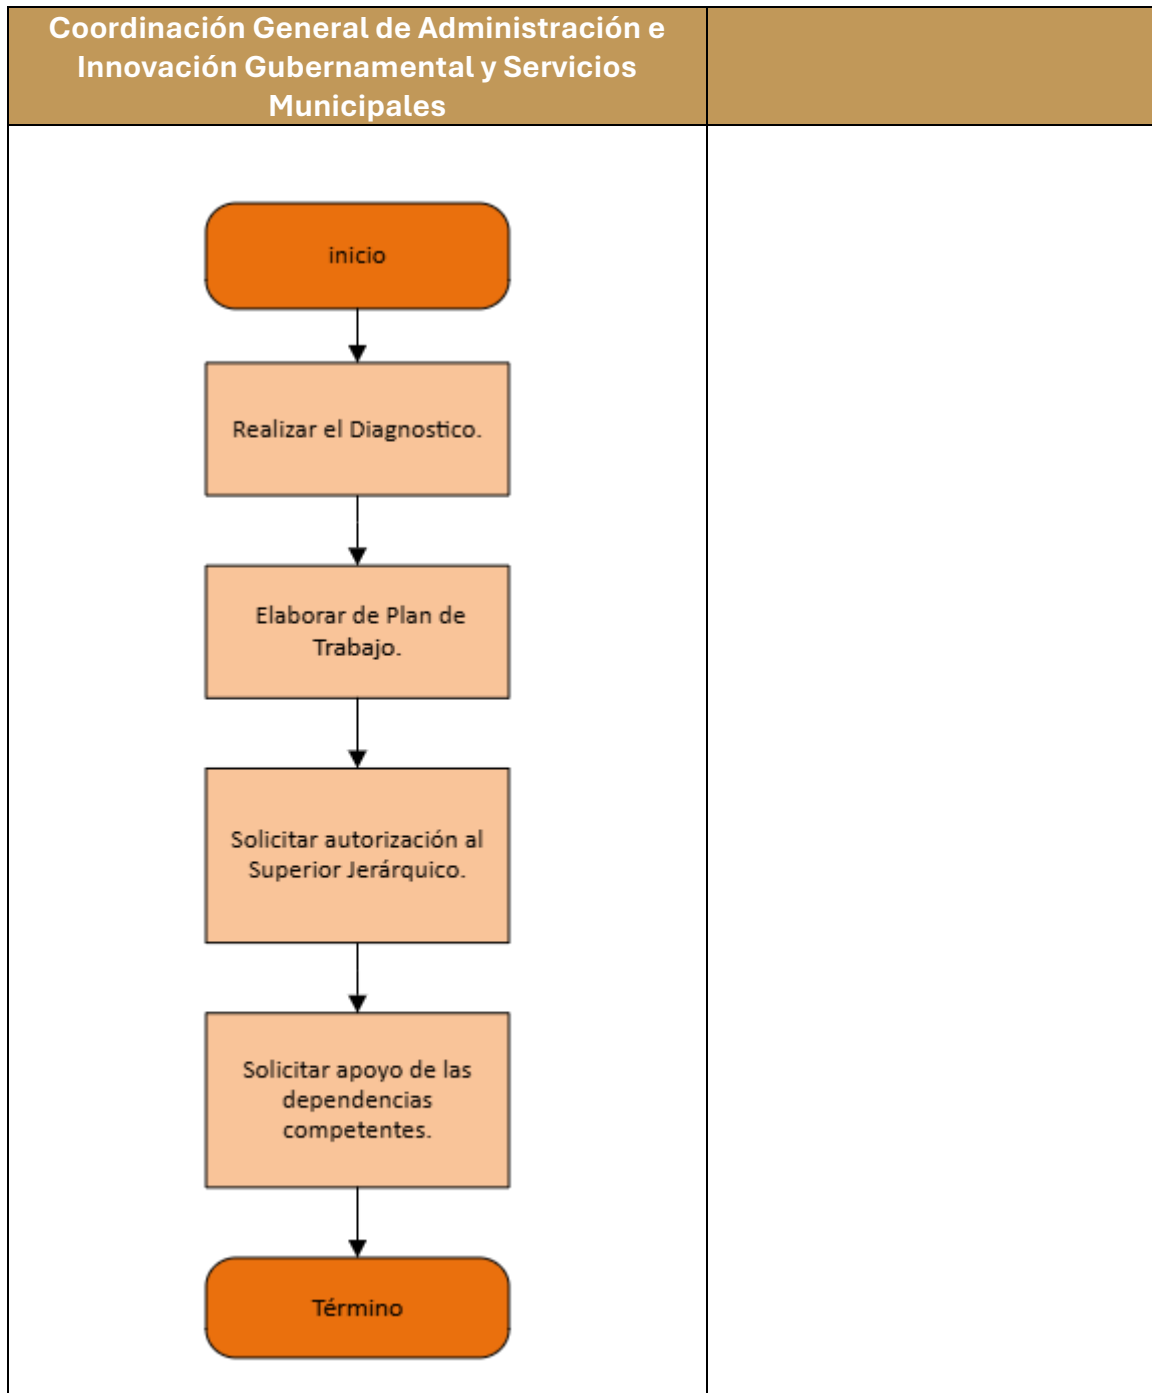 Coordinación General de Administración e
Innovación Gubernamental y Servicios
Municipales
inicio
Realizar el Diagnostico.
Elaborar de Plan de
Trabajo.
Solicitar autorización al
Superior Jerárquico.
Solicitar apoyo de las
dependencias
competentes.
Término